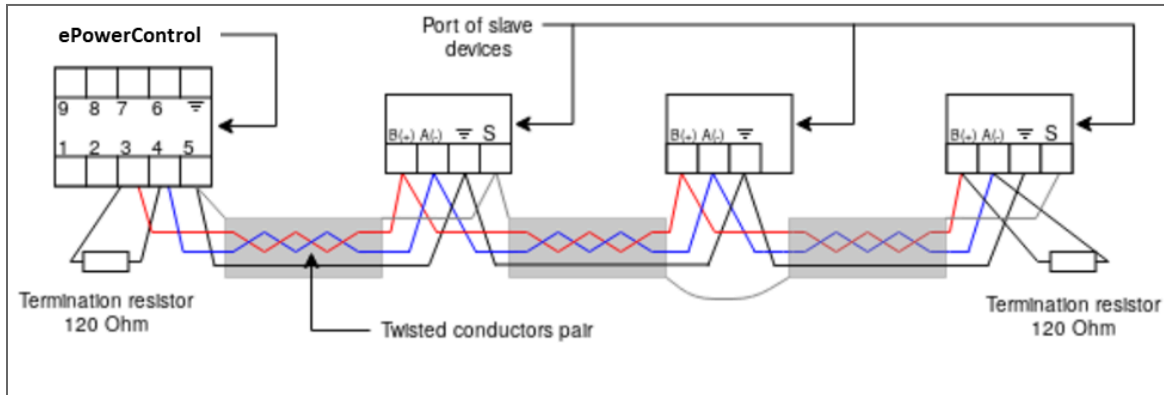 ePowerControl
Port of slave
devices
9 8 7 6
1 2 3 4 5
B(+) A(-) S
B(+) A(-)
B(+) A(-) S
Termination resistor
120 Ohm
Twisted conductors pair
Termination resistor
120 Ohm